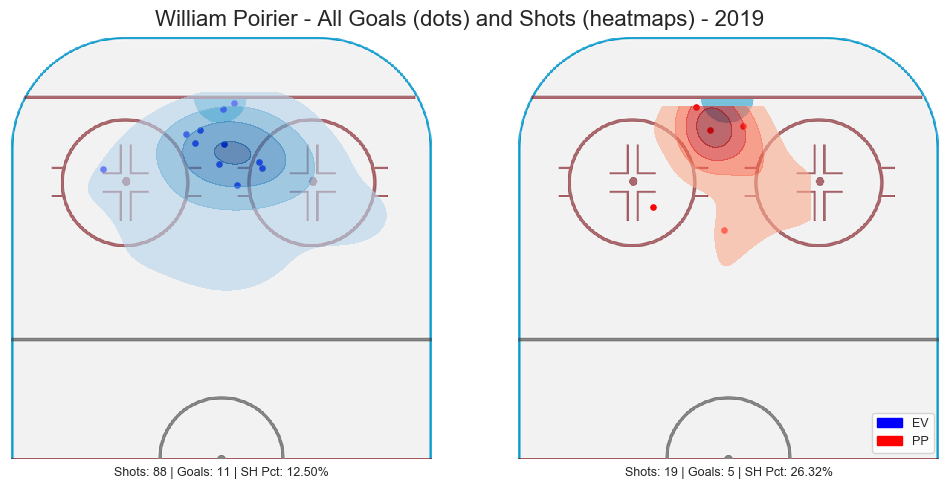 William Poirier - All Goals (dots) and Shots (heatmaps) - 2019
EV
PP
Shots: 88 | Goals: 11 | SH Pct: 12.50%
Shots: 19 | Goals: 5 | SH Pct: 26.32%